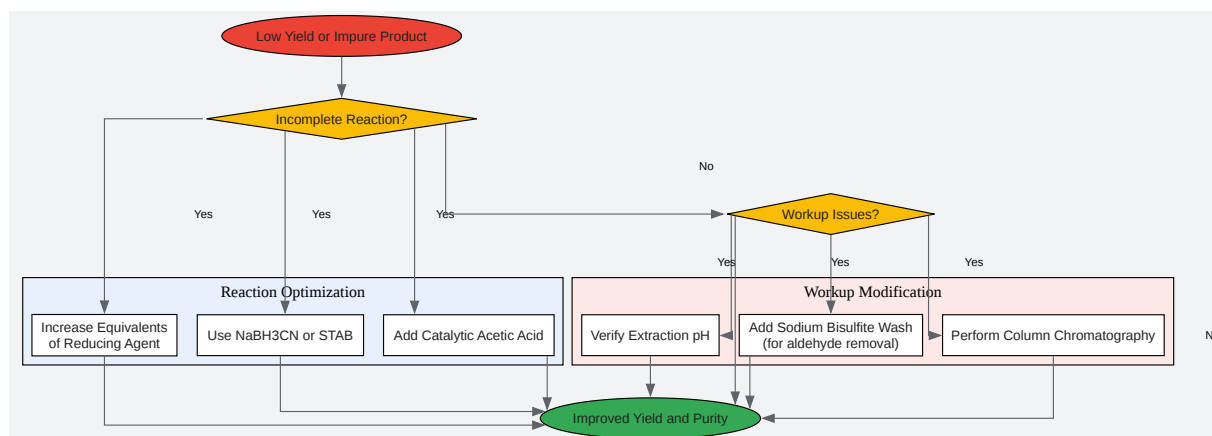 Low Yield or Impure Product
Incomplete Reaction?
No
Yes
Yes
Yes
Workup Issues?
Yes
Yes
Yes
Reaction Optimization
Workup Modification
Increase Equivalents
of Reducing Agent
Use NaBH3CN or STAB
Add Catalytic Acetic Acid
Verify Extraction pH
Add Sodium Bisulfite Wash
(for aldehyde removal)
Perform Column Chromatography
Improved Yield and Purity